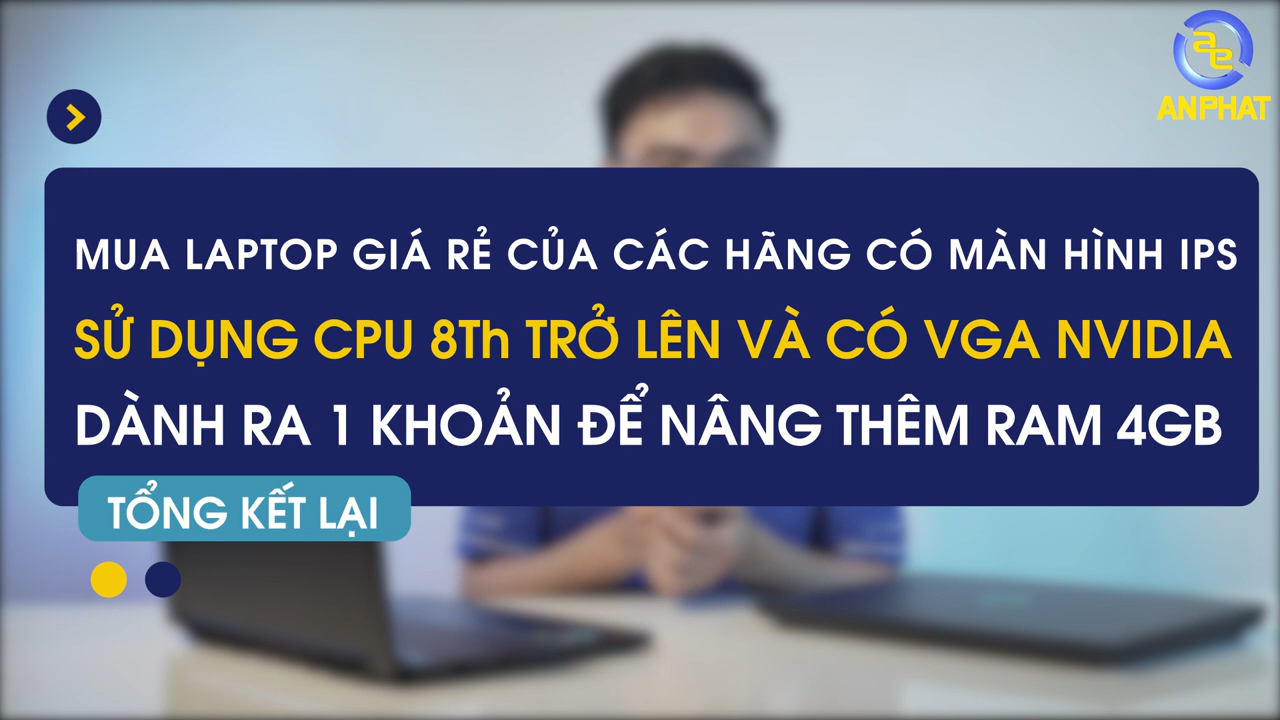 ae
ANPHAT
MUA LAPTOP GIÁ RẺ CỦA CÁC HÃNG CÓ MÀN HÌNH IPS
SỬ DỤNG CPU 8Th TRỞ LÊN VÀ CÓ VGA NVIDIA
DÀNH RA 1 KHOẢN ĐỂ NÂNG THÊM RAM 4GB
TỔNG KẾT LẠI